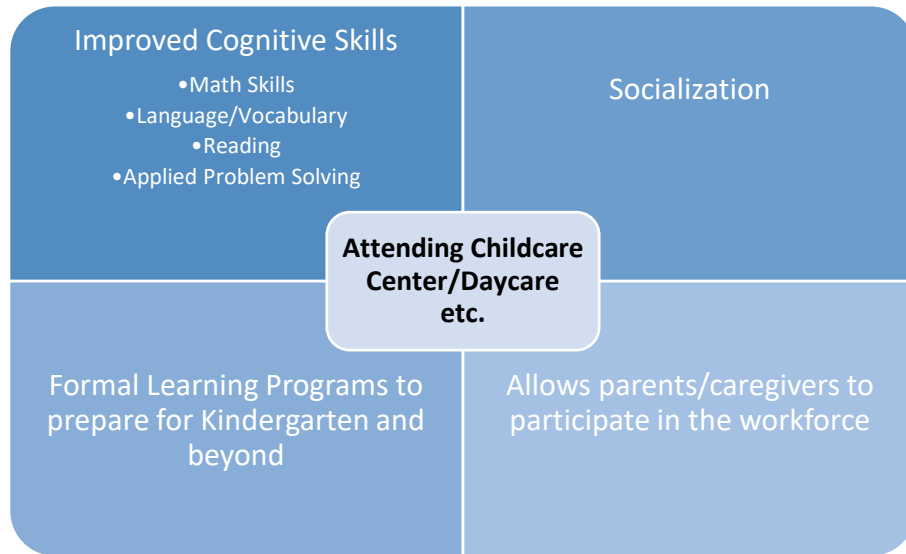 Improved Cognitive Skills
•Math Skills
•Language/Vocabulary
•Reading
•Applied Problem Solving
Socialization
Attending Childcare
Center/Daycare
etc.
Formal Learning Programs to
prepare for Kindergarten and
beyond
Allows parents/caregivers to
participate in the workforce